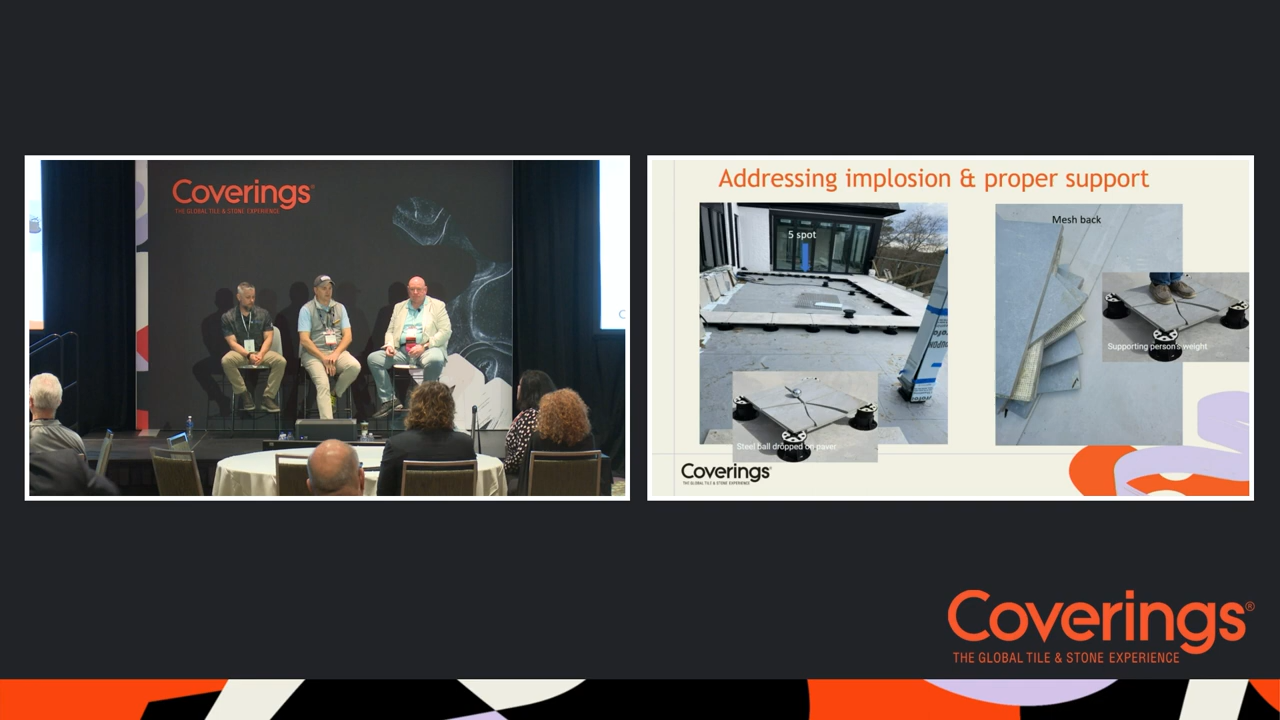 Coverings®
THE GLOBAL TILE & STONE EXPERIENCE
C
Addressing implosion & proper support
5 spot
Mesh back
Supporting person's weight
Steel ball dropped on paver.
Coverings®
THE GLOBAL TILE & STONE EXPERIENCE
Coverings®
THE GLOBAL TILE & STONE EXPERIENCE